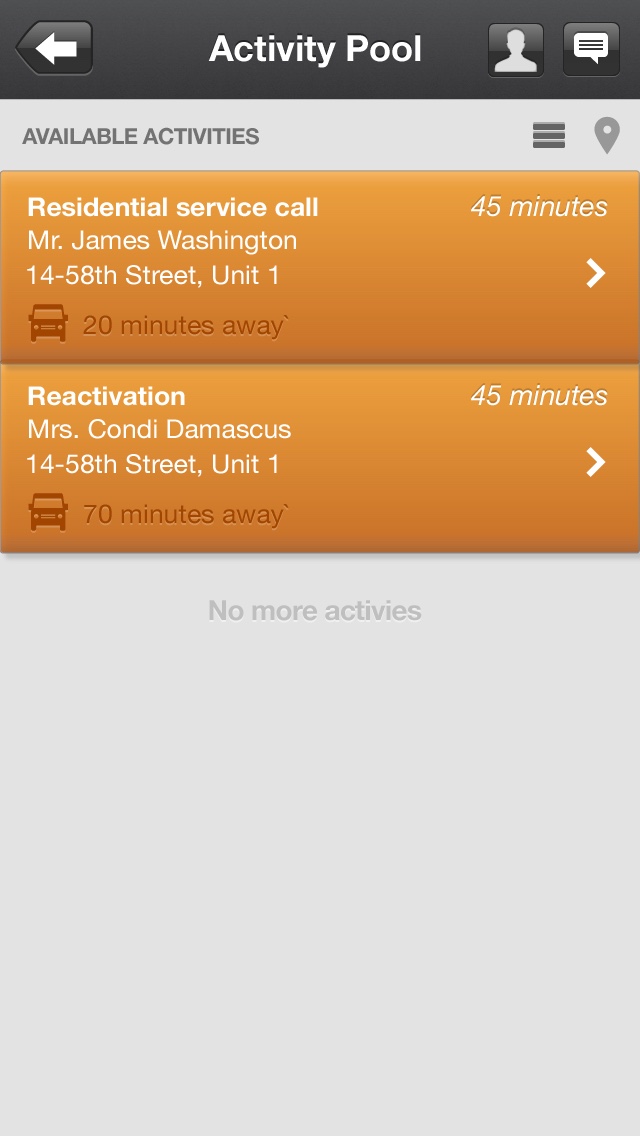 Activity Pool
AVAILABLE ACTIVITIES
Residential service call 45 minutes
Mr. James Washington
14-58th Street, Unit 1
20 minutes away`
Reactivation 45 minutes
Mrs. Condi Damascus
14-58th Street, Unit 1
70 minutes away`
No more activies